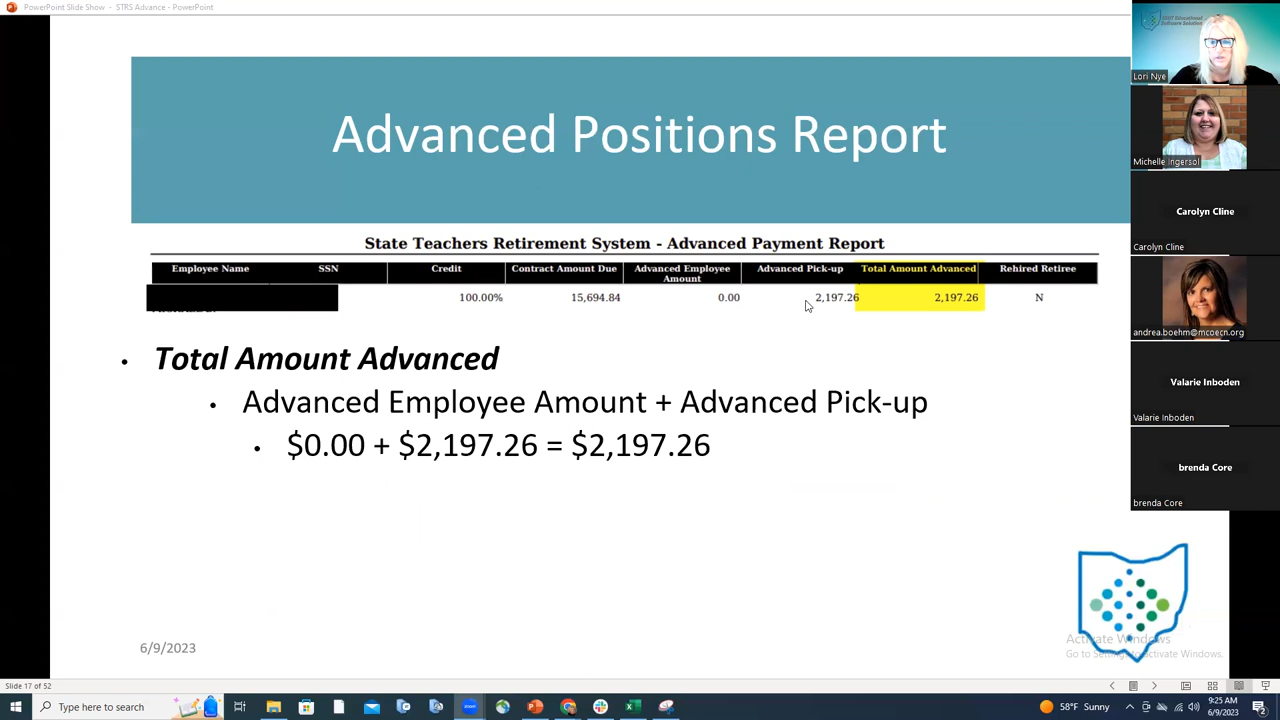 PowerPoint Slide Show - STRS Advance - PowerPoint
Advanced Positions Report
State Teachers Retirement System - Advanced Payment Report
Employee Name SSN Credit Contract Amount Due Advanced Employee Amount Advanced Pick-up Total Amount Advanced Rehired Retiree
100.00% 15,694.84 0.00 2,197.26 2,197.26 N
• Total Amount Advanced
• Advanced Employee Amount + Advanced Pick-up
• $0.00 + $2,197.26 = $2,197.26
6/9/2023
Lori Nye
Michelle Ingersol
Carolyn Cline
Carolyn Cline
andrea.boehm@mcoecn.org
Valarie Inboden
Valarie Inboden
brenda Core
brenda Core
Activate Windows
Go to Settings to activate Windows.
Slide 17 of 52
Type here to search
58°F Sunny
9:25 AM
6/9/2023